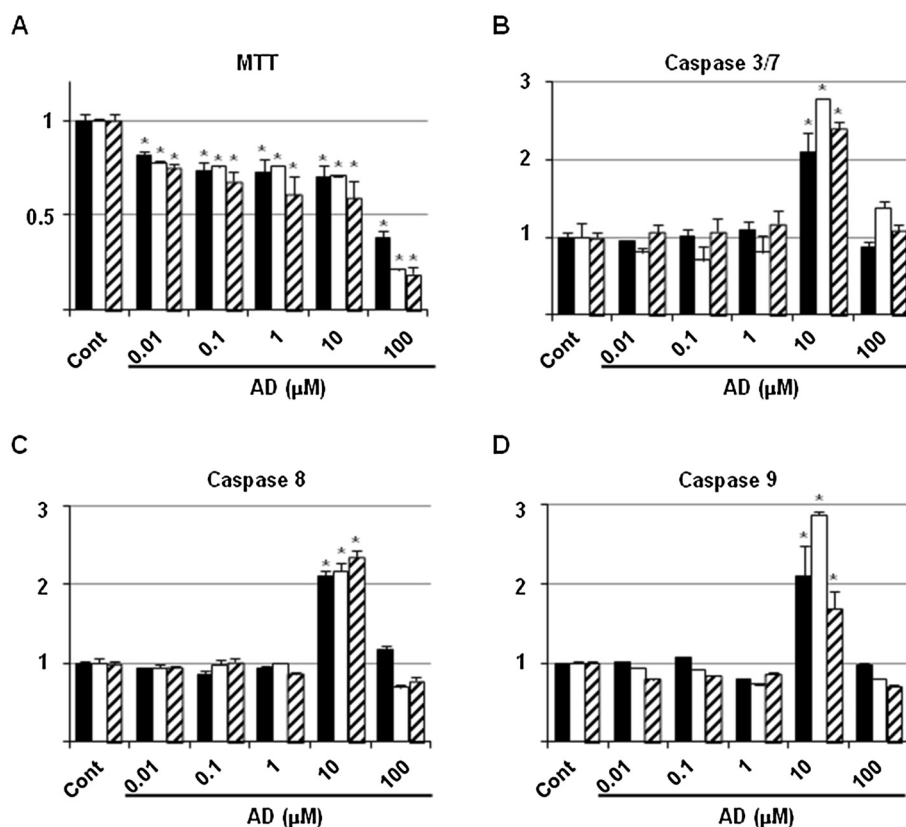 A
MTT
1
0.5
* * * * * * * * * * * * * * *
Cont 0.01 0.1 1 10 100
AD (µM)
B
Caspase 3/7
3
2
1
* * *
Cont 0.01 0.1 1 10 100
AD (µM)
C
Caspase 8
3
2
1
* * *
Cont 0.01 0.1 1 10 100
AD (µM)
D
Caspase 9
3
2
1
* * *
Cont 0.01 0.1 1 10 100
AD (µM)